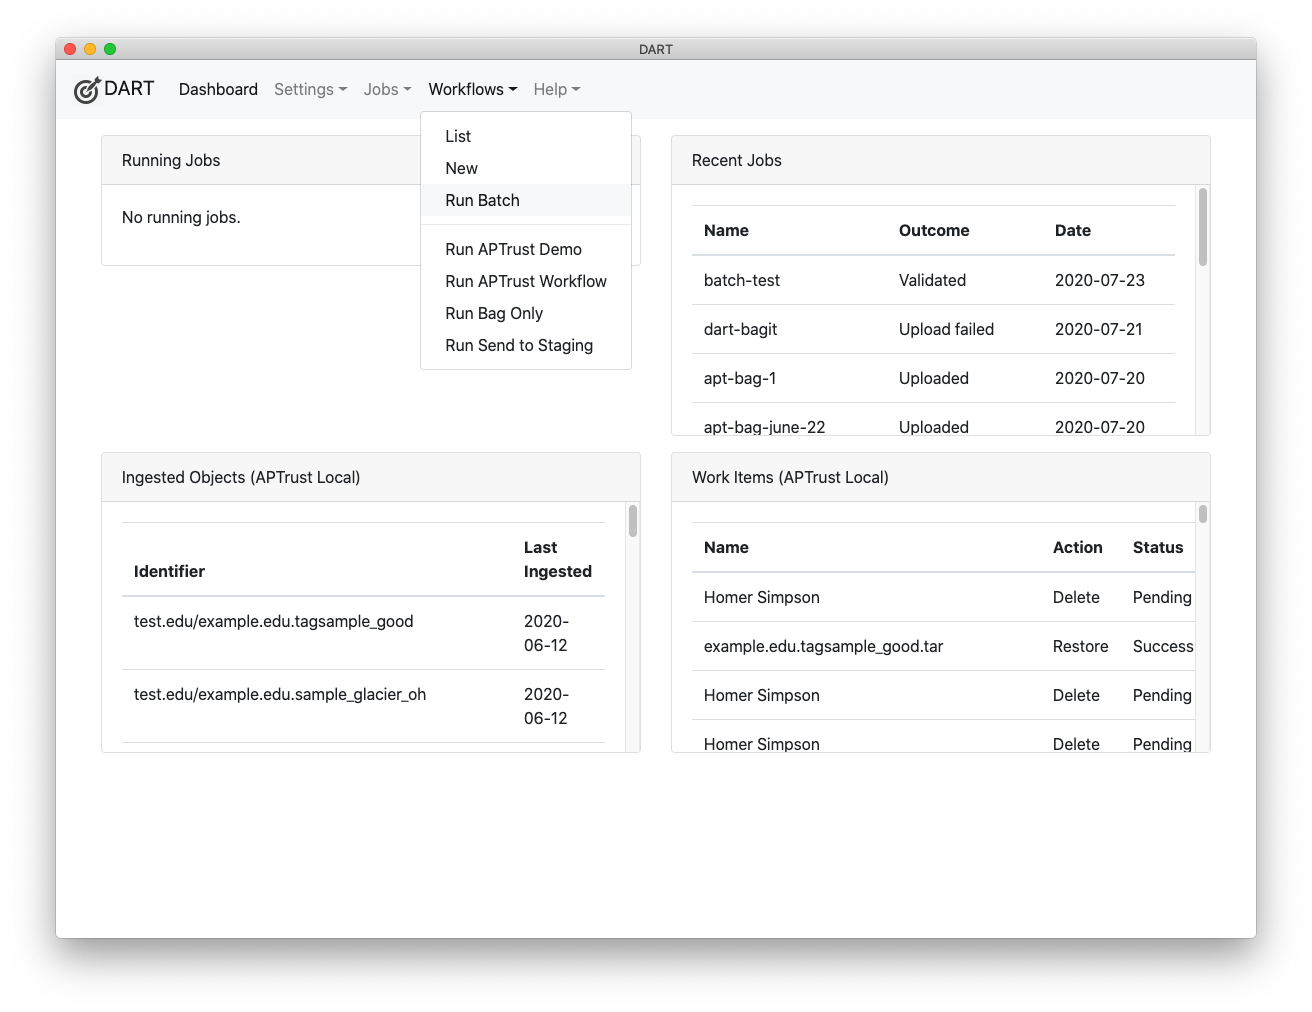 DART
DART Dashboard Settings Jobs Workflows Help
List
New
Run Batch
Run APTrust Demo
Run APTrust Workflow
Run Bag Only
Run Send to Staging
Running Jobs
No running jobs.
Recent Jobs
Name Outcome Date
batch-test Validated 2020-07-23
dart-bagit Upload failed 2020-07-21
apt-bag-1 Uploaded 2020-07-20
apt-bag-june-22 Uploaded 2020-07-20
Ingested Objects (APTrust Local)
Identifier Last
Ingested
test.edu/example.edu.tagsample_good 2020-
06-12
test.edu/example.edu.sample_glacier_oh 2020-
06-12
Work Items (APTrust Local)
Name Action Status
Homer Simpson Delete Pending
example.edu.tagsample_good.tar Restore Success
Homer Simpson Delete Pending
Homer Simpson Delete Pending